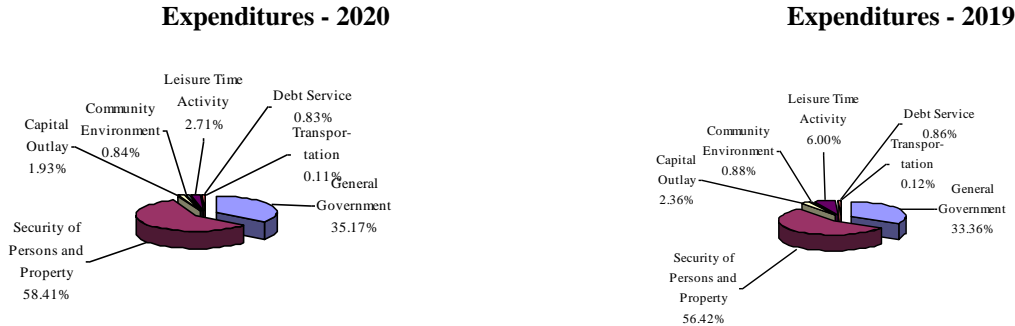 Expenditures - 2020
Leisure Time
Activity
2.71%
Debt Service
0.83%
Community
Environment
0.84%
Transpor-
tation
0.11%
Capital
Outlay
1.93%
General
Government
35.17%
Security of
Persons and
Property
58.41%
Expenditures - 2019
Leisure Time
Activity
6.00%
Debt Service
0.86%
Community
Environment
0.88%
Transpor-
tation
0.12%
Capital
Outlay
2.36%
General
Government
33.36%
Security of
Persons and
Property
56.42%